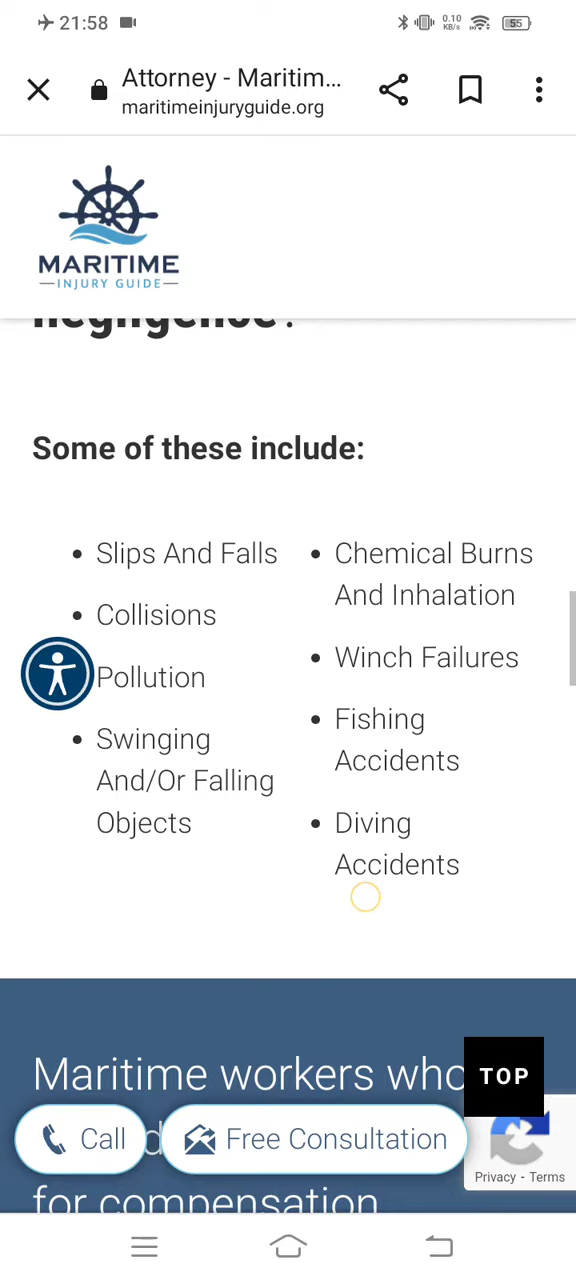 21:58
0.10
KB/s
55
Attorney - Maritim...
maritimeinjuryguide.org
MARITIME
INJURY GUIDE
negligence?
Some of these include:
Slips And Falls
Collisions
Pollution
Swinging
And/Or Falling
Objects
Chemical Burns
And Inhalation
Winch Failures
Fishing
Accidents
Diving
Accidents
Maritime workers who
TOP
Call
Free Consultation
Privacy - Terms
for compensation